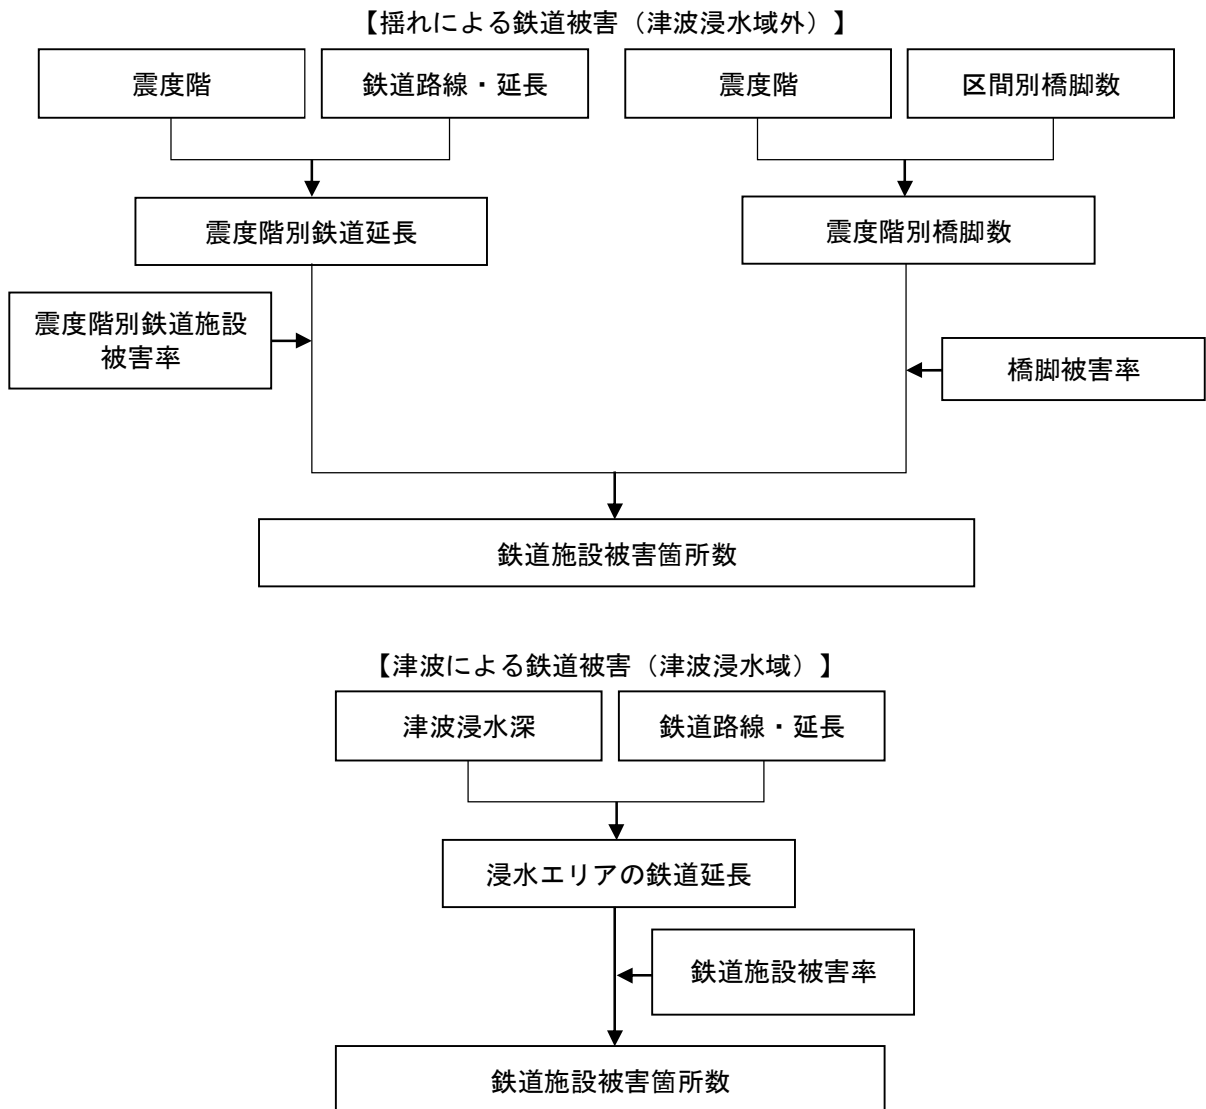 【揺れによる鉄道被害（津波浸水域外）】
震度階
鉄道路線・延長
震度階
区間別橋脚数
震度階別鉄道延長
震度階別橋脚数
震度階別鉄道施設
被害率
橋脚被害率
鉄道施設被害箇所数
【津波による鉄道被害（津波浸水域）】
津波浸水深
鉄道路線・延長
浸水エリアの鉄道延長
鉄道施設被害率
鉄道施設被害箇所数